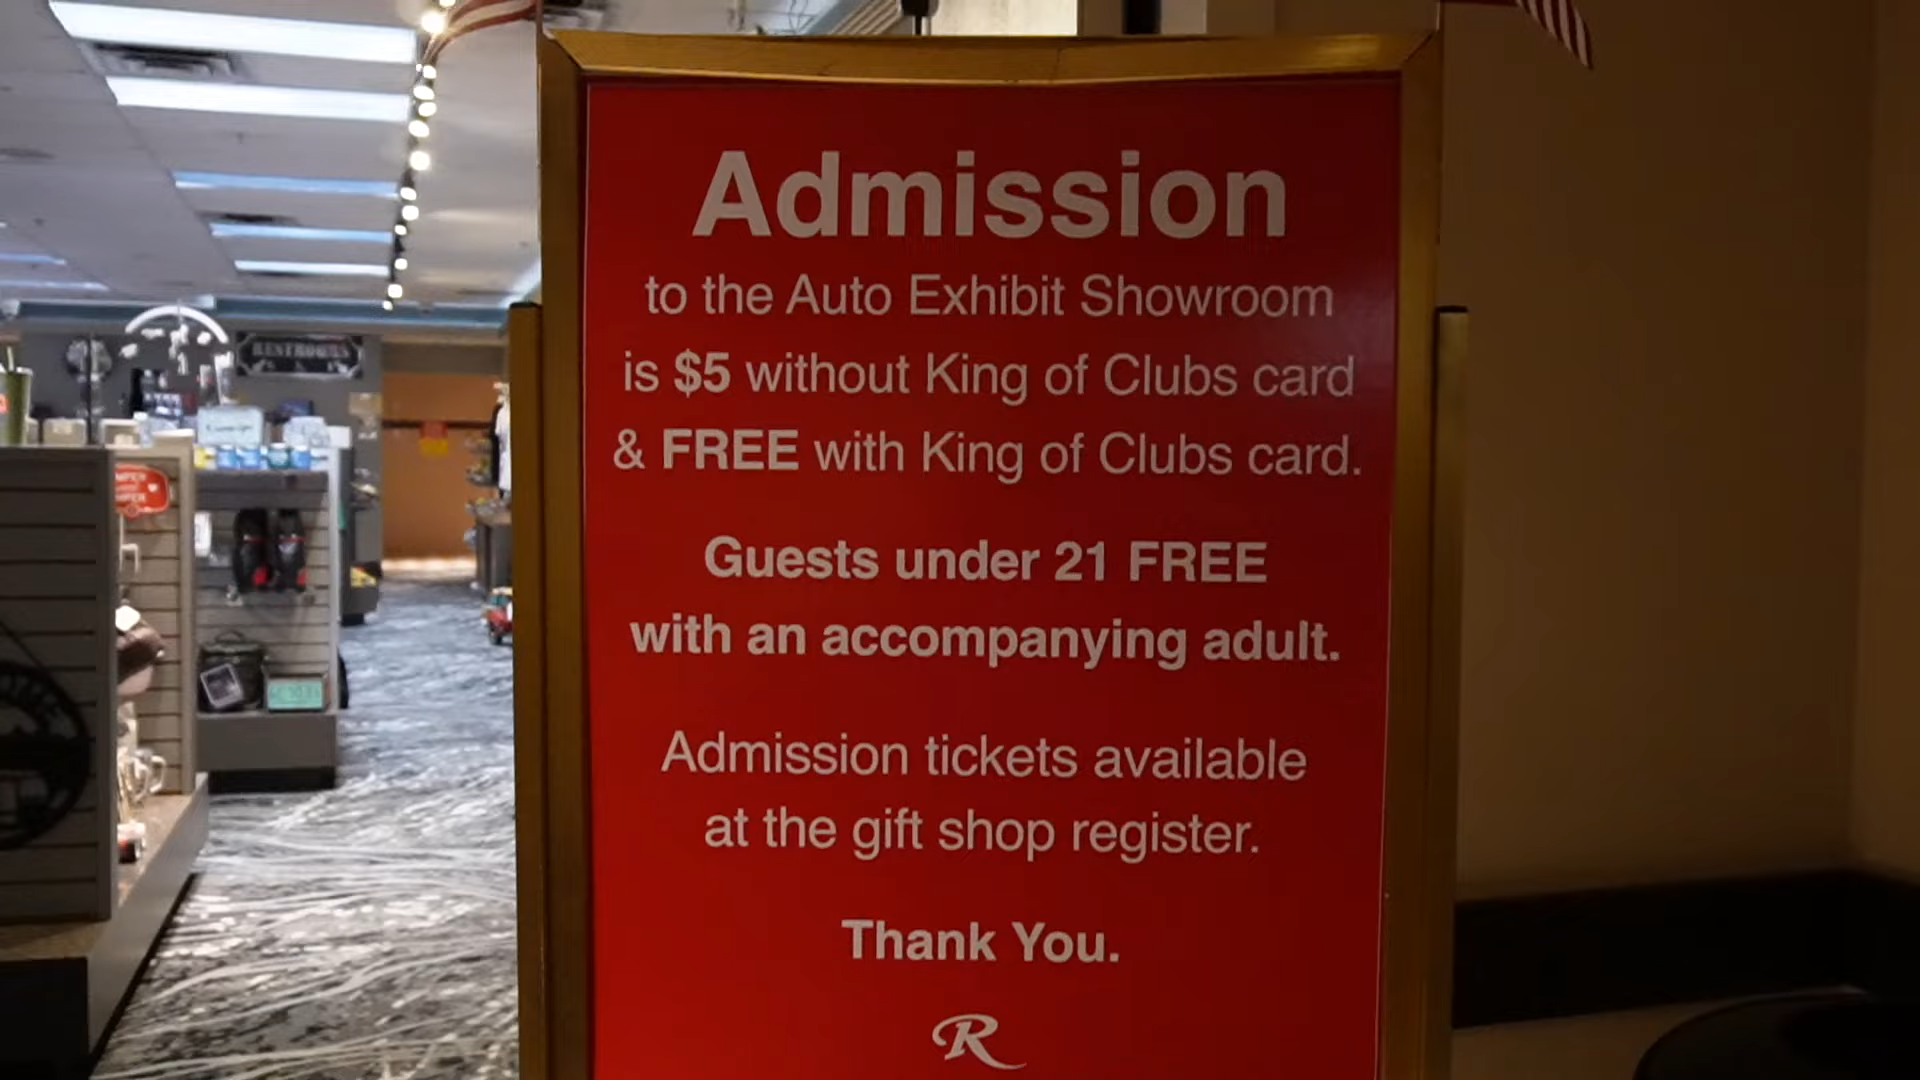 Admission
to the Auto Exhibit Showroom
is $5 without King of Clubs card
& FREE with King of Clubs card.
Guests under 21 FREE
with an accompanying adult.
Admission tickets available
at the gift shop register.
Thank You.
R
RESTROOMS